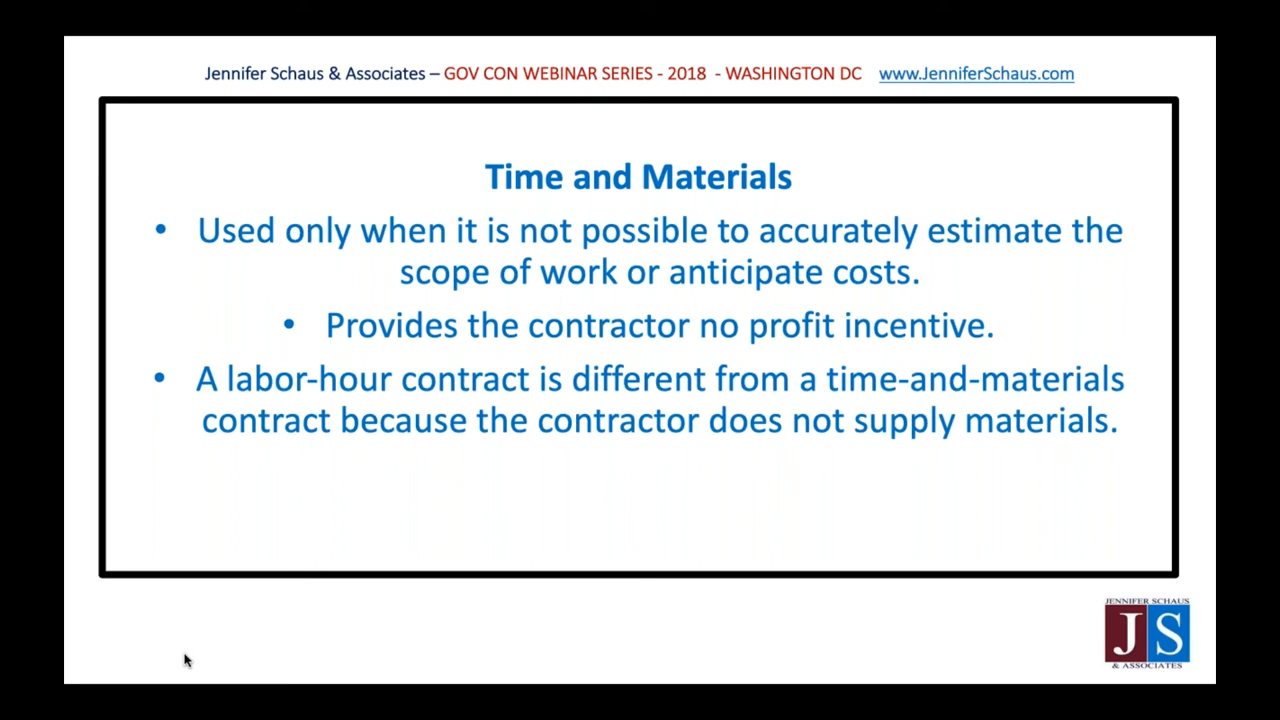 Jennifer Schaus & Associates – GOV CON WEBINAR SERIES - 2018 - WASHINGTON DC www.JenniferSchaus.com
Time and Materials
• Used only when it is not possible to accurately estimate the
scope of work or anticipate costs.
• Provides the contractor no profit incentive.
• A labor-hour contract is different from a time-and-materials
contract because the contractor does not supply materials.
JENNIFER SCHAUS
JS
& ASSOCIATES